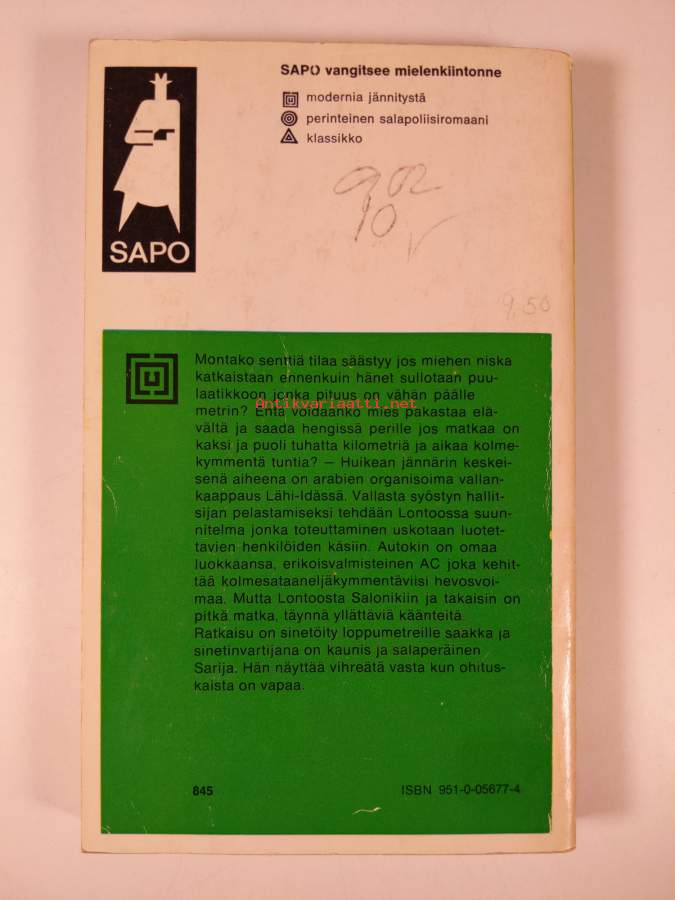 SAPO vangitsee mielenkiintonne
modernia jännitystä
perinteinen salapoliisiromaani
klassikko
902
10
SAPO
9,50
Montako senttiä tilaa säästyy jos miehen niska
katkaistaan ennenkuin hänet sullotaan puu-
laatikkoon jonka pituus on vähän päälle
Antikvariaatti.net
metrin? Entä voidaanko mies pakastaa elä-
vältä ja saada hengissä perille jos matkaa on
kaksi ja puoli tuhatta kilometriä ja aikaa kolme-
kymmentä tuntia? – Huikean jännärin keskei-
senä aiheena on arabien organisoima vallan-
kaappaus Lähi-Idässä. Vallasta syöstyn hallit-
sijan pelastamiseksi tehdään Lontoossa suun-
nitelma jonka toteuttaminen uskotaan luotet-
tavien henkilöiden käsiin. Autokin on omaa
luokkaansa, erikoisvalmisteinen AC joka kehit-
tää kolmesataaneljäkymmentäviisi hevosvoi-
maa. Mutta Lontoosta Salonikiin ja takaisin on
pitkä matka, täynnä yllättäviä käänteitä.
Ratkaisu on sinetöity loppumetreille saakka ja
sinetinvartijana on kaunis ja salaperäinen
Sarija. Hän näyttää vihreätä vasta kun ohitus-
kaista on vapaa.
845
ISBN 951-0-05677-4